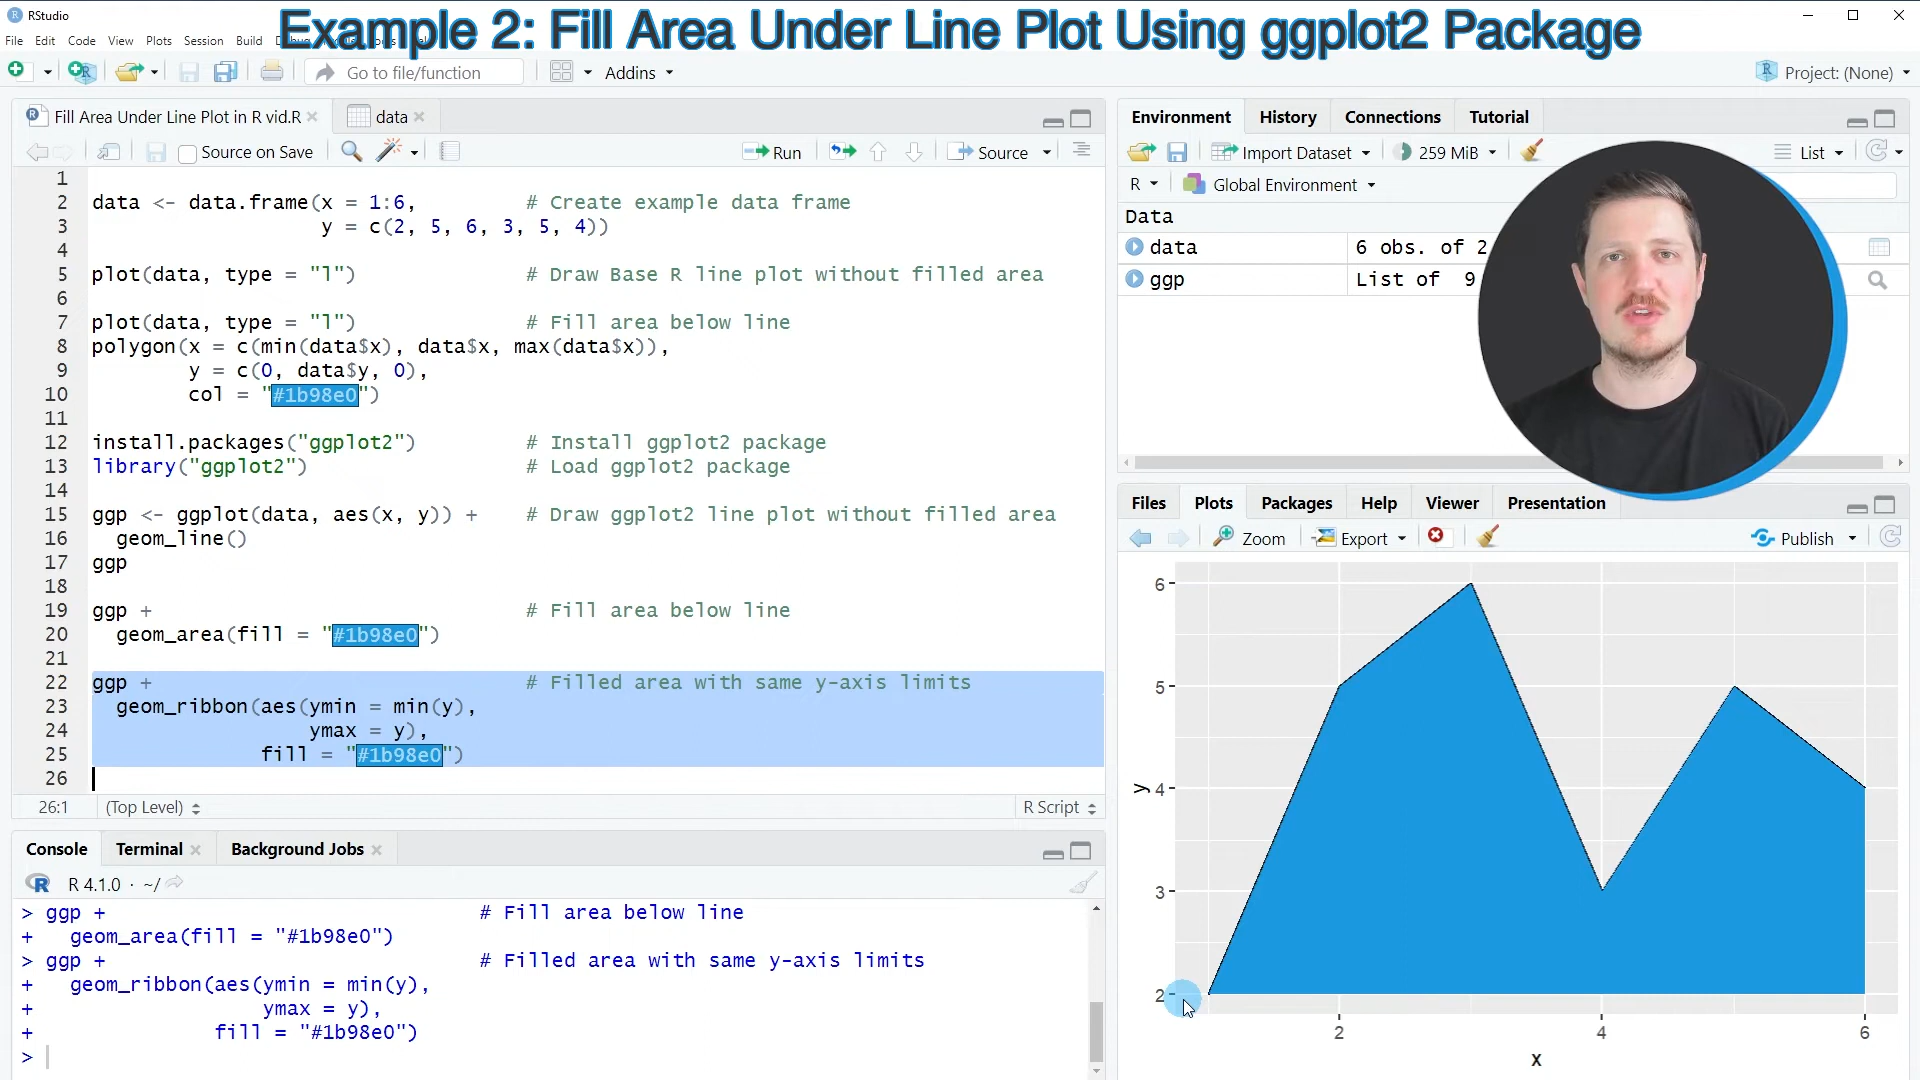 RStudio
Example 2: Fill Area Under Line Plot Using ggplot2 Package
File Edit Code View Plots Session Build
Go to file/function
Addins
Project: (None)
Fill Area Under Line Plot in R vid.R
data
Source on Save
Run
Source
1
2 data <- data.frame(x = 1:6, # Create example data frame
3 y = c(2, 5, 6, 3, 5, 4))
4
5 plot(data, type = "l") # Draw Base R line plot without filled area
6
7 plot(data, type = "l") # Fill area below line
8 polygon(x = c(min(data$x), data$x, max(data$x)),
9 y = c(0, data$y, 0),
10 col = "#1b98e0")
11
12 install.packages("ggplot2") # Install ggplot2 package
13 library("ggplot2") # Load ggplot2 package
14
15 ggp <- ggplot(data, aes(x, y)) + # Draw ggplot2 line plot without filled area
16 geom_line()
17 ggp
18
19 ggp + # Fill area below line
20 geom_area(fill = "#1b98e0")
21
22 ggp + # Filled area with same y-axis limits
23 geom_ribbon(aes(ymin = min(y),
24 ymax = y),
25 fill = "#1b98e0")
26
26:1 (Top Level) R Script
Console Terminal Background Jobs
R 4.1.0 · ~/
> ggp + # Fill area below line
+ geom_area(fill = "#1b98e0")
> ggp + # Filled area with same y-axis limits
+ geom_ribbon(aes(ymin = min(y),
+ ymax = y),
+ fill = "#1b98e0")
>
Environment History Connections Tutorial
Import Dataset 259 MiB List
R Global Environment
Data
data 6 obs. of 2
ggp List of 9
Files Plots Packages Help Viewer Presentation
Zoom Export Publish
6
5
y
4
3
2
2 4 6
x